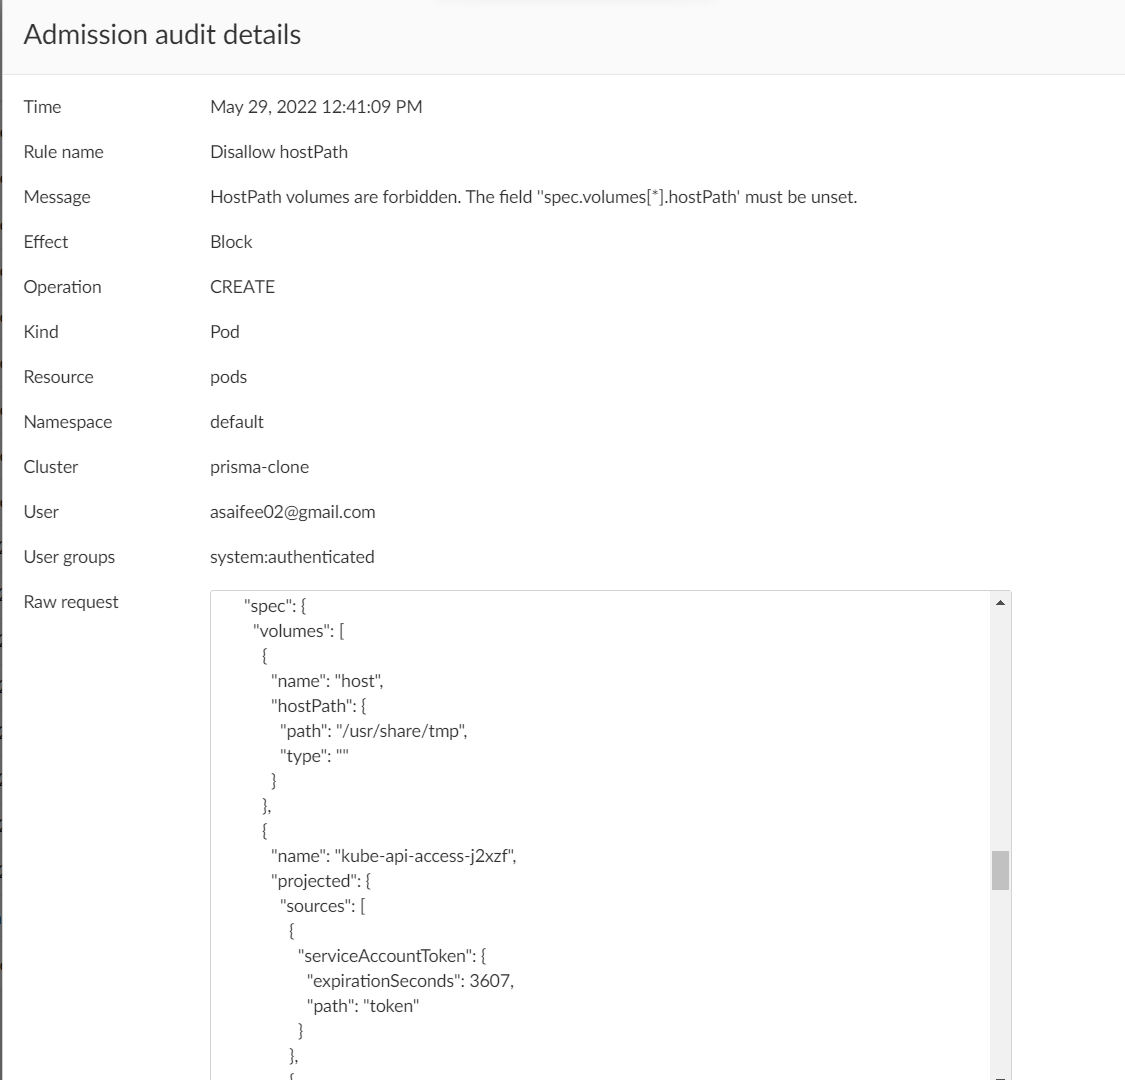 Admission audit details
Time May 29, 2022 12:41:09 PM
Rule name Disallow hostPath
Message HostPath volumes are forbidden. The field "spec.volumes[*].hostPath' must be unset.
Effect Block
Operation CREATE
Kind Pod
Resource pods
Namespace default
Cluster prisma-clone
User asaifee02@gmail.com
User groups system:authenticated
Raw request "spec": {
"volumes": [
{
"name": "host",
"hostPath": {
"path": "/usr/share/tmp",
"type": ""
}
},
{
"name": "kube-api-access-j2xzf",
"projected": {
"sources": [
{
"serviceAccountToken": {
"expirationSeconds": 3607,
"path": "token"
}
},
{